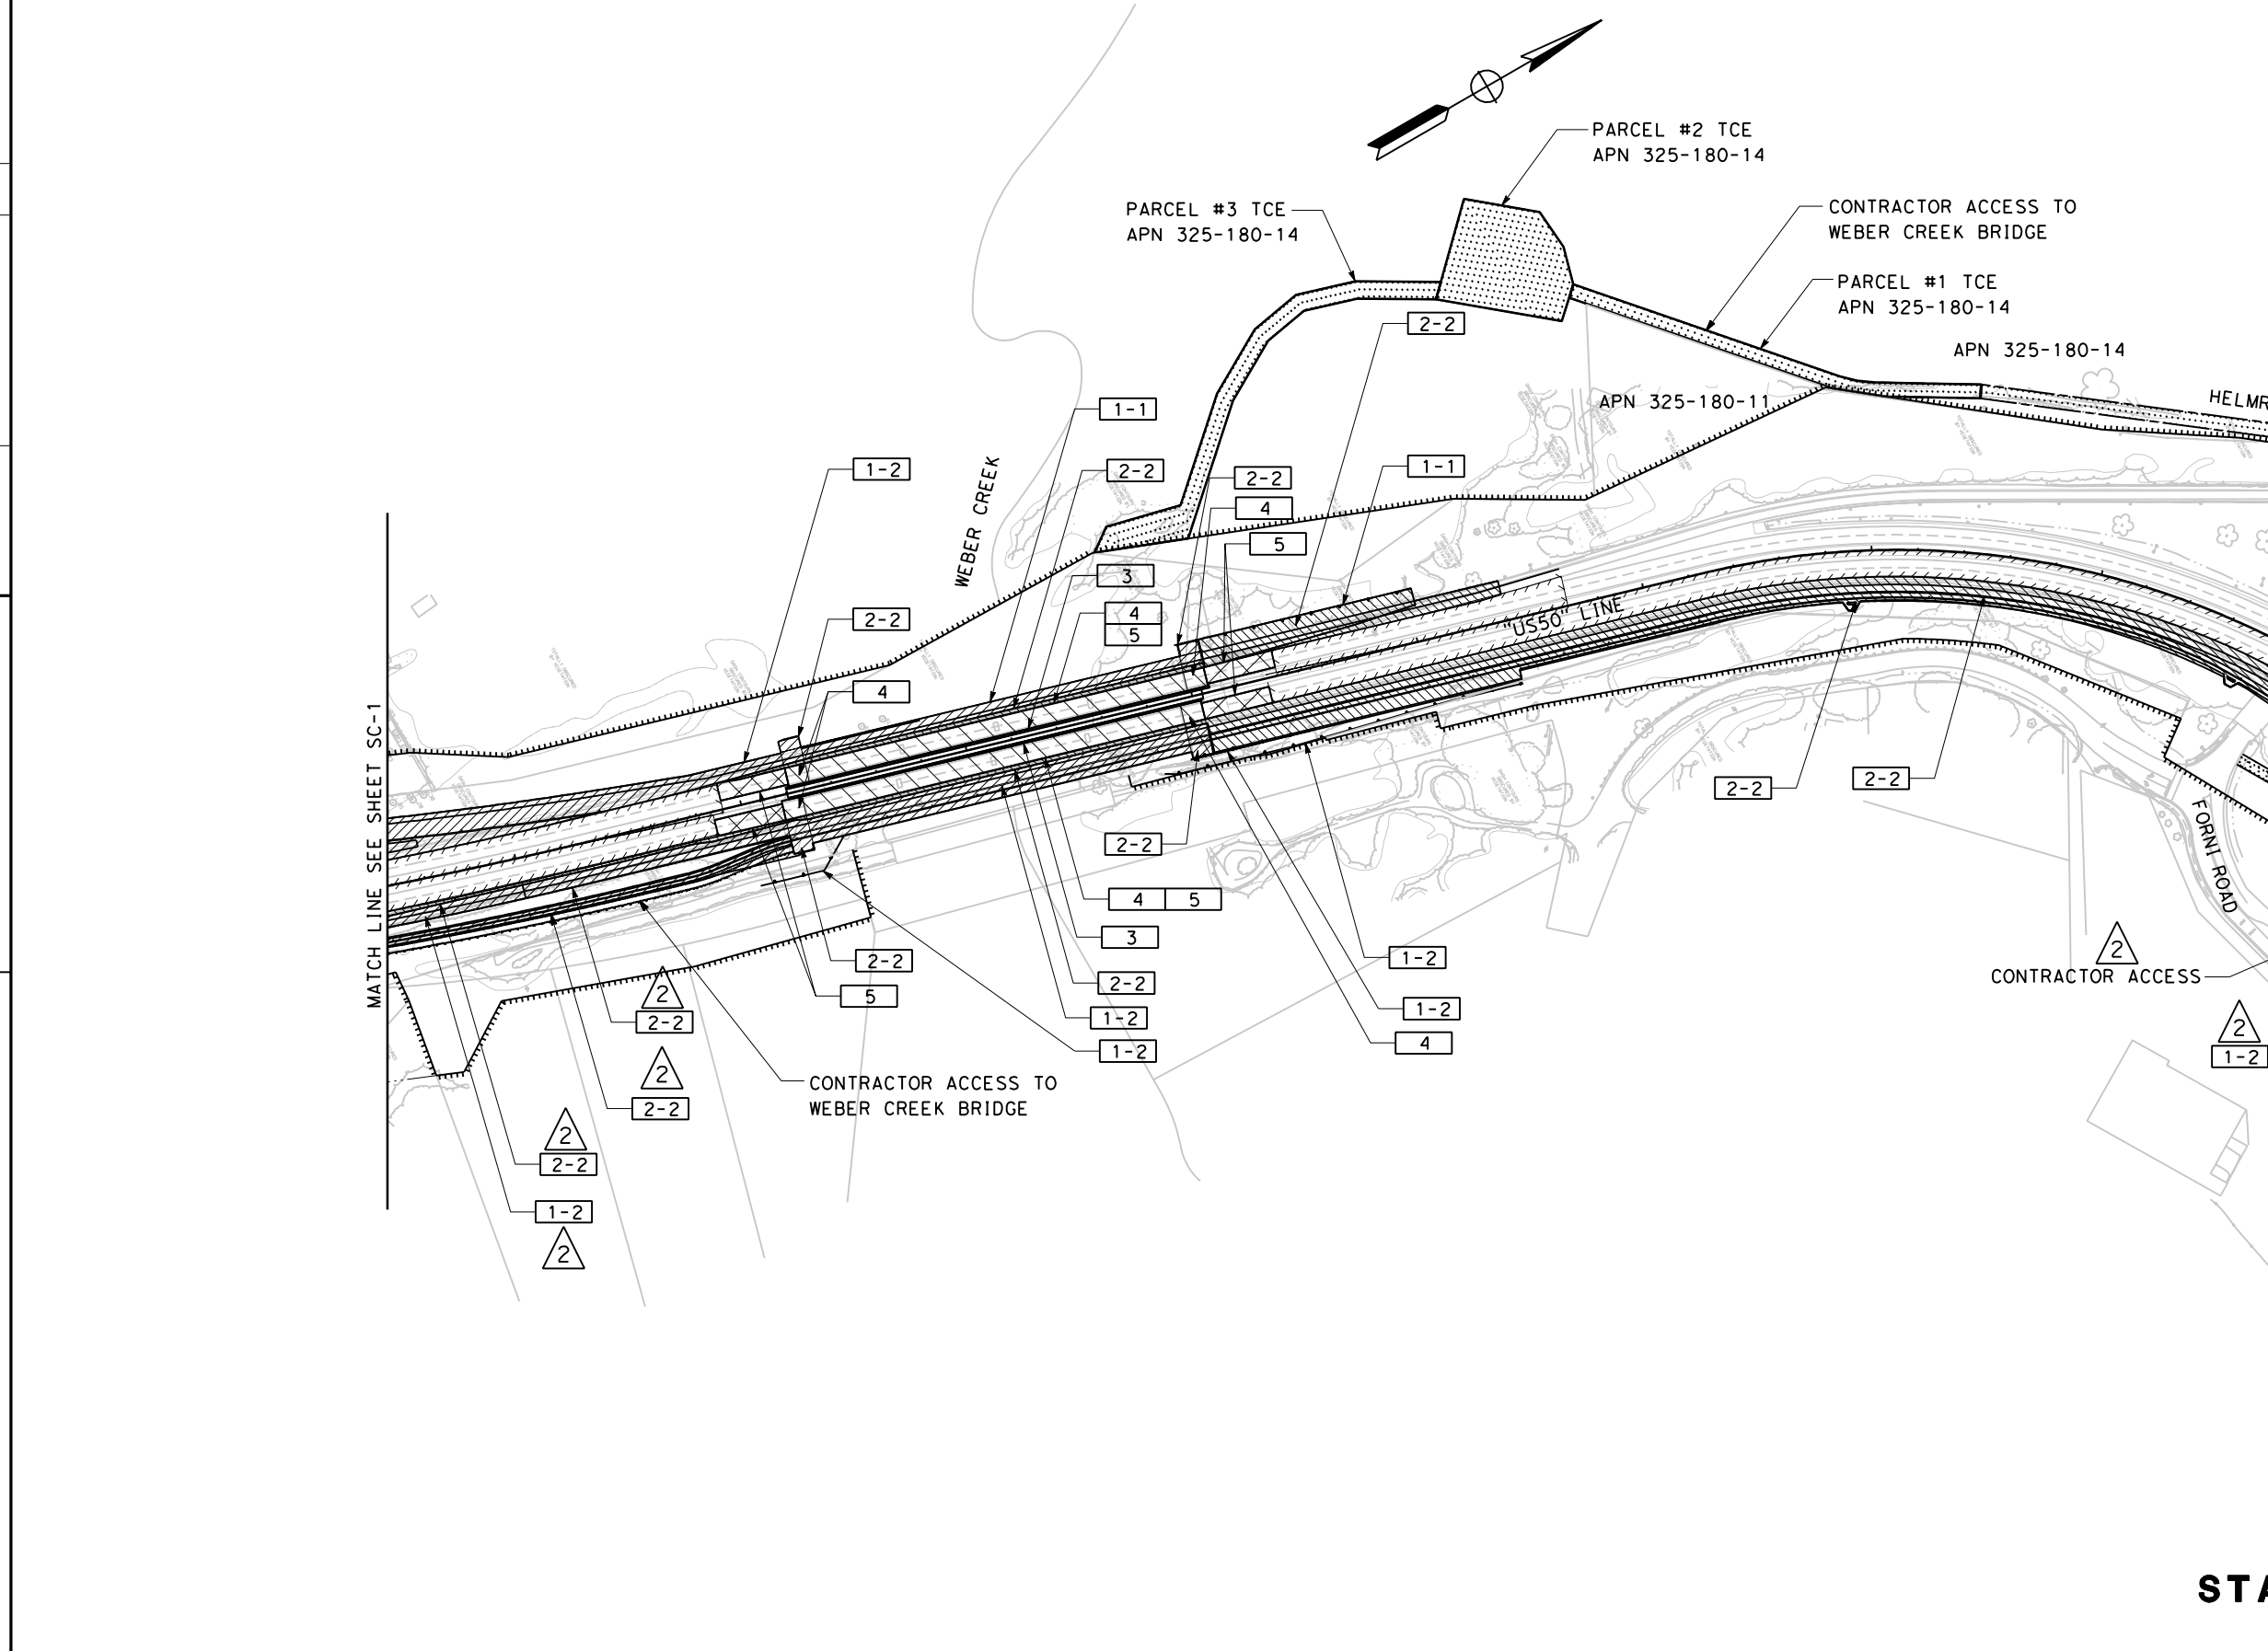 PARCEL #2 TCE
APN 325-180-14
PARCEL #3 TCE
APN 325-180-14
CONTRACTOR ACCESS TO
WEBER CREEK BRIDGE
PARCEL #1 TCE
APN 325-180-14
2-2
APN 325-180-14
APN 325-180-11
HELMR
1-1
1-2
2-2
2-2
1-1
4
5
WEBER CREEK
3
4
5
2-2
"US50" LINE
4
MATCH LINE SEE SHEET SC-1
2-2
2-2
2-2
FORNI ROAD
4 5
3
2-2
5
2-2
1-2
1-2
1-2
1-2
4
2
2-2
2
2-2
CONTRACTOR ACCESS TO
WEBER CREEK BRIDGE
2
CONTRACTOR ACCESS
2
1-2
2
2-2
1-2
2
STA